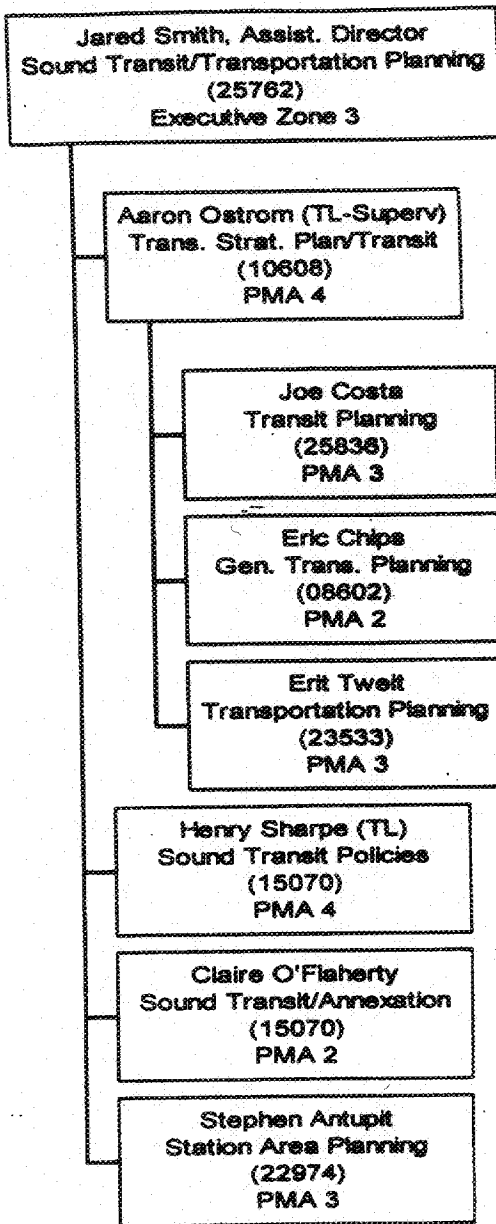 Jared Smith, Assist. Director
Sound Transit/Transportation Planning
(25762)
Executive Zone 3
Aaron Ostrom (TL-Superv)
Trans. Strat. Plan/Transit
(10608)
PMA 4
Joe Costa
Transit Planning
(25836)
PMA 3
Eric Chips
Gen. Trans. Planning
(08602)
PMA 2
Erit Tweit
Transportation Planning
(23533)
PMA 3
Henry Sharpe (TL)
Sound Transit Policies
(15070)
PMA 4
Claire O'Flaherty
Sound Transit/Annexation
(15070)
PMA 2
Stephen Antupit
Station Area Planning
(22974)
PMA 3